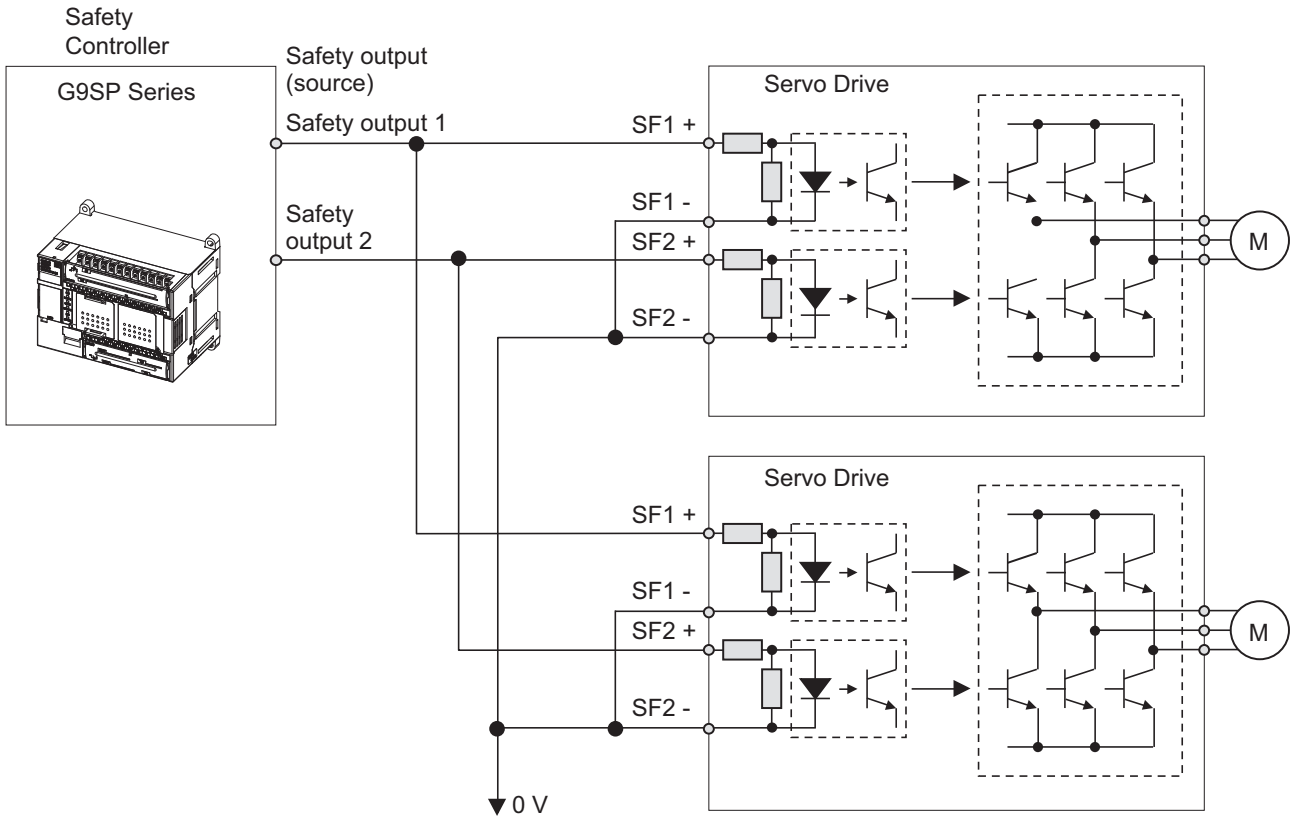 Safety
Controller
G9SP Series
Safety output
(source)
Safety output 1
Safety
output 2
SF1 +
SF1 -
SF2 +
SF2 -
Servo Drive
M
Servo Drive
SF1 +
SF1 -
SF2 +
SF2 -
M
0 V